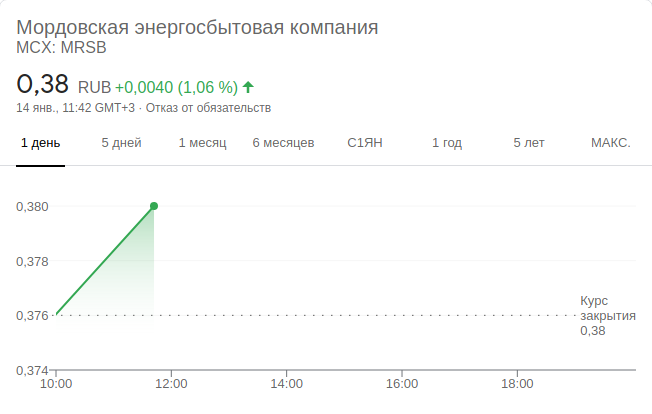 Мордовская энергосбытовая компания
MCX: MRSB
0,38 RUB +0,0040 (1,06 %)
14 янв., 11:42 GMT+3 · Отказ от обязательств
1 день 5 дней 1 месяц 6 месяцев С1ЯН 1 год 5 лет МАКС.
0,380
0,378
0,376
0,374
Курс
закрытия
0,38
10:00 12:00 14:00 16:00 18:00